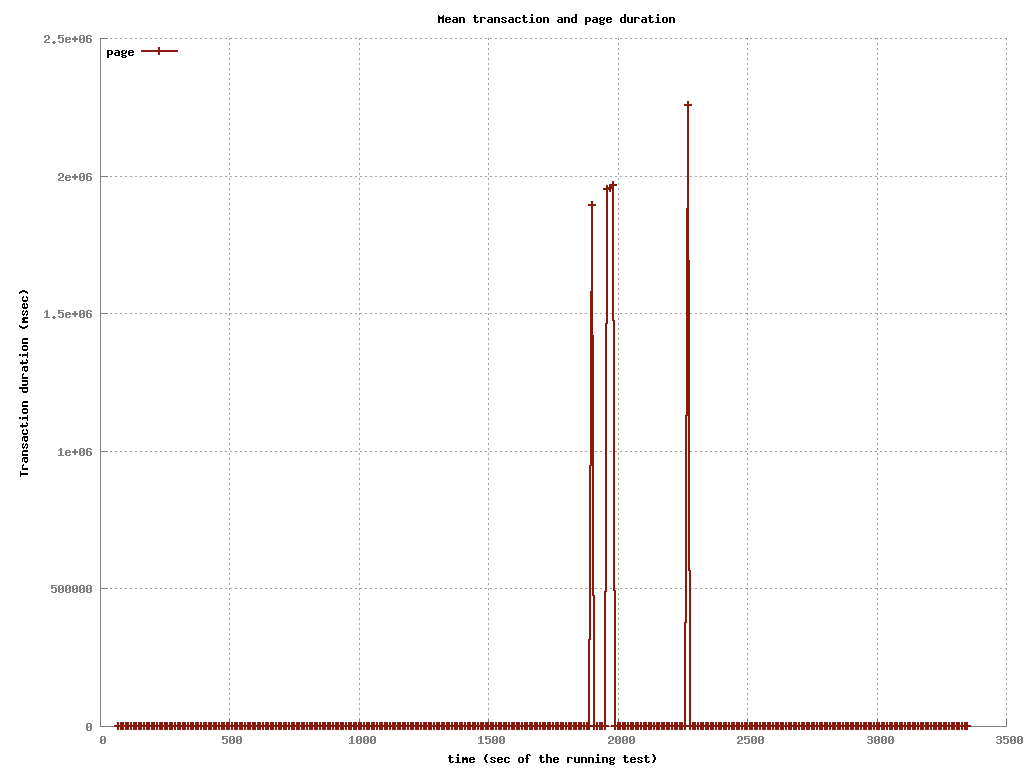 Mean transaction and page duration
2.5e+06
page
2e+06
1.5e+06
1e+06
500000
0
0 500 1000 1500 2000 2500 3000 3500
Transaction duration (msec)
time (sec of the running test)